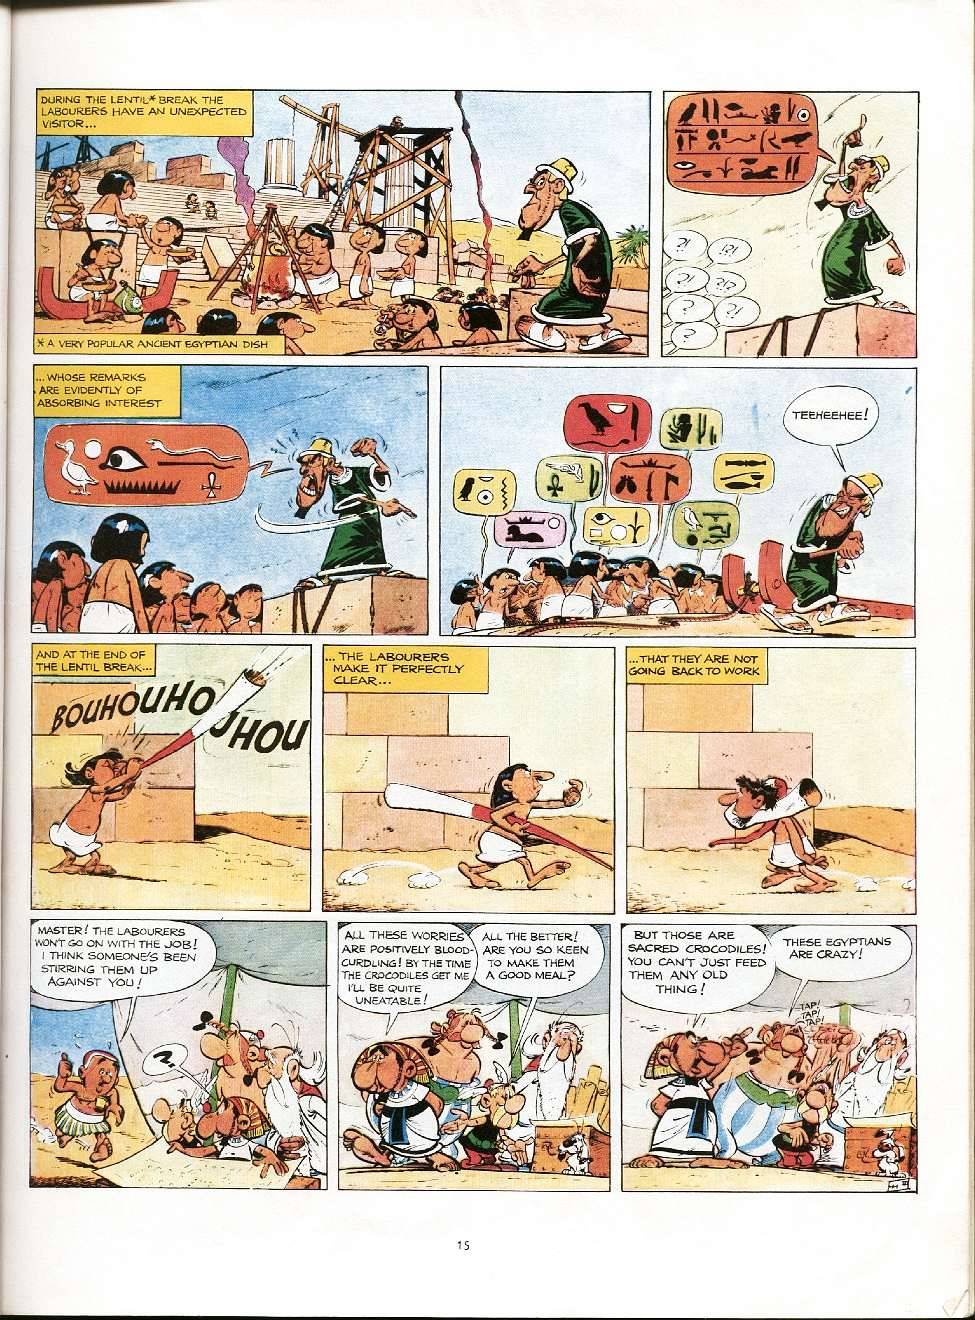 DURING THE LENTIL* BREAK THE
LABOURERS HAVE AN UNEXPECTED
VISITOR...
* A VERY POPULAR ANCIENT EGYPTIAN DISH
?!
!?!
?!
?!?
?
?!
?
...WHOSE REMARKS
ARE EVIDENTLY OF
ABSORBING INTEREST
TEEHEEHEE!
AND AT THE END OF
THE LENTIL BREAK...
BOUHOUHOUHOU
...THE LABOURERS
MAKE IT PERFECTLY
CLEAR...
...THAT THEY ARE NOT
GOING BACK TO WORK
MASTER! THE LABOURERS
WON'T GO ON WITH THE JOB!
I THINK SOMEONE'S BEEN
STIRRING THEM UP
AGAINST YOU!
?
ALL THESE WORRIES
ARE POSITIVELY BLOOD-
CURDLING! BY THE TIME
THE CROCODILES GET ME
I'LL BE QUITE
UNEATABLE!
ALL THE BETTER!
ARE YOU SO KEEN
TO MAKE THEM
A GOOD MEAL?
BUT THOSE ARE
SACRED CROCODILES!
YOU CAN'T JUST FEED
THEM ANY OLD
THING!
THESE EGYPTIANS
ARE CRAZY!
TAP!
TAP!
TAP!
15